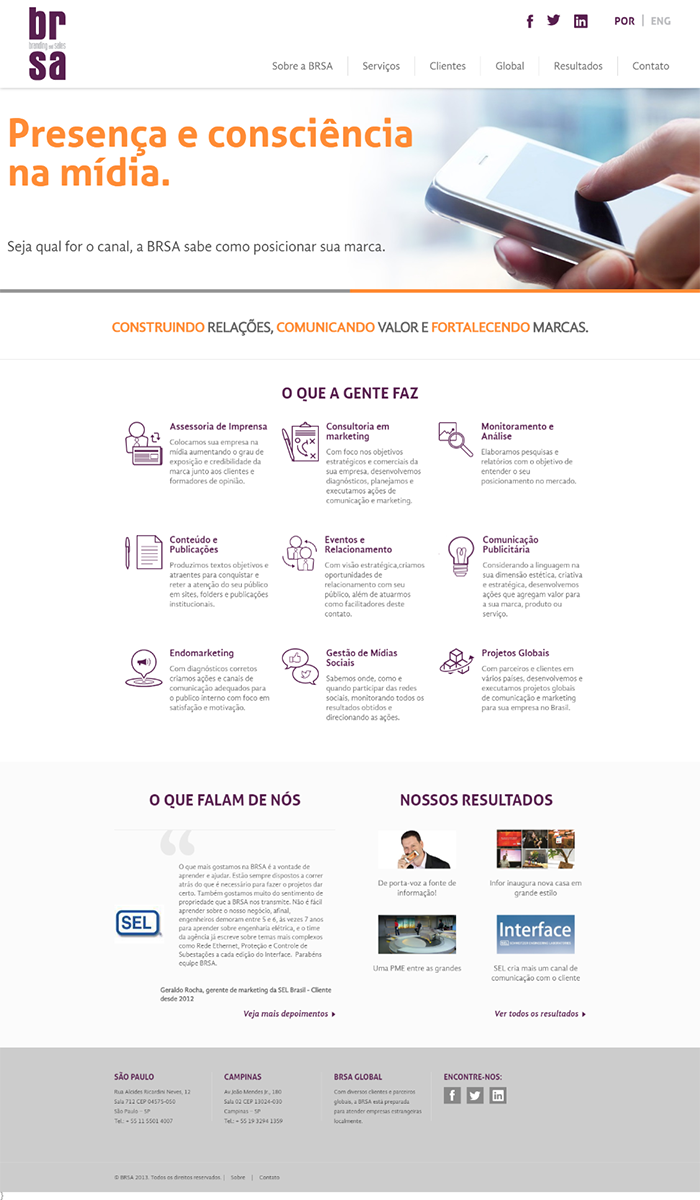 br
branding and sales
sa
POR | ENG
Sobre a BRSA
Serviços
Clientes
Global
Resultados
Contato
Presença e consciência
na mídia.
Seja qual for o canal, a BRSA sabe como posicionar sua marca.
CONSTRUINDO RELAÇÕES, COMUNICANDO VALOR E FORTALECENDO MARCAS.
O QUE A GENTE FAZ
Assessoria de Imprensa
Colocamos sua empresa na
mídia aumentando o grau de
exposição e credibilidade da
marca junto aos clientes e
formadores de opinião.
Consultoria em
marketing
Com foco nos objetivos
estratégicos e comerciais da
sua empresa, desenvolvemos
diagnósticos, planejamos e
executamos ações de
comunicação e marketing.
Monitoramento e
Análise
Elaboramos pesquisas e
relatórios com o objetivo de
entender o seu
posicionamento no mercado.
Conteúdo e
Publicações
Produzimos textos objetivos e
atraentes para conquistar e
reter a atenção do seu público
em sites, folders e publicações
institucionais.
Eventos e
Relacionamento
Com visão estratégica,criamos
oportunidades de
relacionamento com seu
público, além de atuarmos
como facilitadores deste
contato.
Comunicação
Publicitária
Considerando a linguagem na
sua dimensão estética, criativa
e estratégica, desenvolvemos
ações que agregam valor para
a sua marca, produto ou
serviço.
Endomarketing
Com diagnósticos corretos
criamos ações e canais de
comunicação adequados para
o publico interno com foco em
satisfação e motivação.
Gestão de Mídias
Sociais
Sabemos onde, como e
quando participar das redes
sociais, monitorando todos os
resultados obtidos e
direcionando as ações.
Projetos Globais
Com parceiros e clientes em
vários países, desenvolvemos e
executamos projetos globais
de comunicação e marketing
para sua empresa no Brasil.
O QUE FALAM DE NÓS
SEL
O que mais gostamos na BRSA é a vontade de
aprender e ajudar. Estão sempre dispostos a correr
atrás do que é necessário para fazer o projetos dar
certo. Também gostamos muito do sentimento de
propriedade que a BRSA nos transmite. Não é fácil
aprender sobre o nosso negócio, afinal,
engenheiros demoram entre 5 e 6, às vezes 7 anos
para aprender sobre engenharia elétrica, e o time
da agência já escreve sobre temas mais complexos
como Rede Ethernet, Proteção e Controle de
Subestações a cada edição do Interface. Parabéns
equipe BRSA.
Geraldo Rocha, gerente de marketing da SEL Brasil - Cliente
desde 2012
Veja mais depoimentos
NOSSOS RESULTADOS
De porta-voz a fonte de
informação!
Infor inaugura nova casa em
grande estilo
Uma PME entre as grandes
Interface
SEL cria mais um canal de
comunicação com o cliente
Ver todos os resultados
SÃO PAULO
Rua Alcides Ricardini Neves, 12
Sala 712 CEP 04575-050
São Paulo – SP
Tel.: + 55 11 5501 4007
CAMPINAS
Av.João Mendes Jr., 180
Sala 02 CEP 13024-030
Campinas – SP
Tel.: + 55 19 3294 1359
BRSA GLOBAL
Com diversos clientes e parceiros
globais, a BRSA está preparada
para atender empresas estrangeiras
localmente.
ENCONTRE-NOS:
© BRSA 2013. Todos os direitos reservados. | Sobre | Contato
}